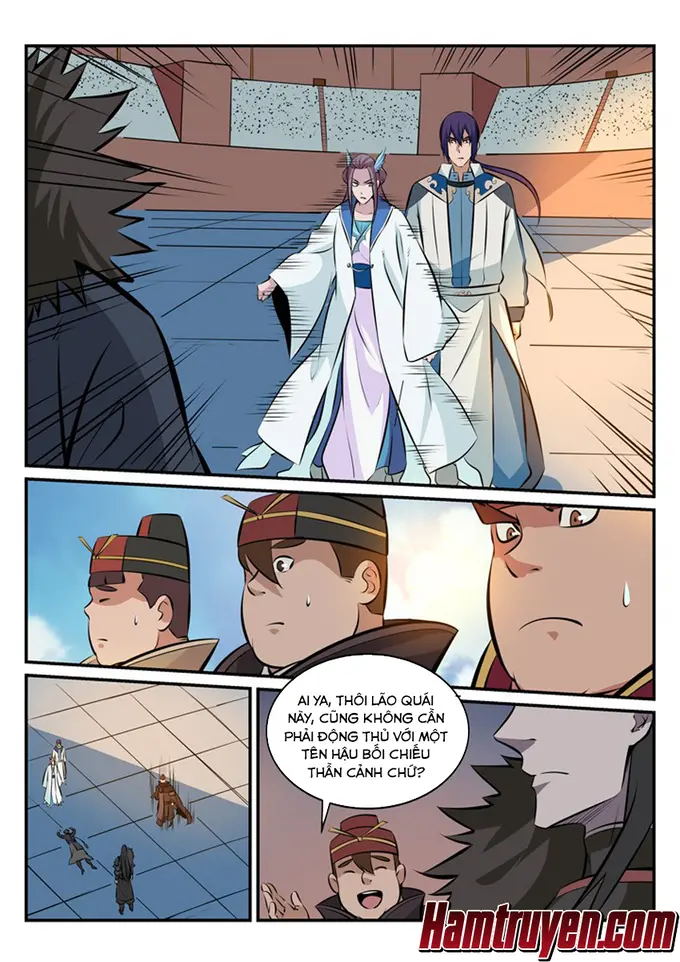 AI YA, THÔI LÃO QUÁI
NÀY, CŨNG KHÔNG CẦN
PHẢI ĐỘNG THỦ VỚI MỘT
TÊN HẬU BỐI CHIẾU
THẦN CẢNH CHỨ?
Hamtruyen.com